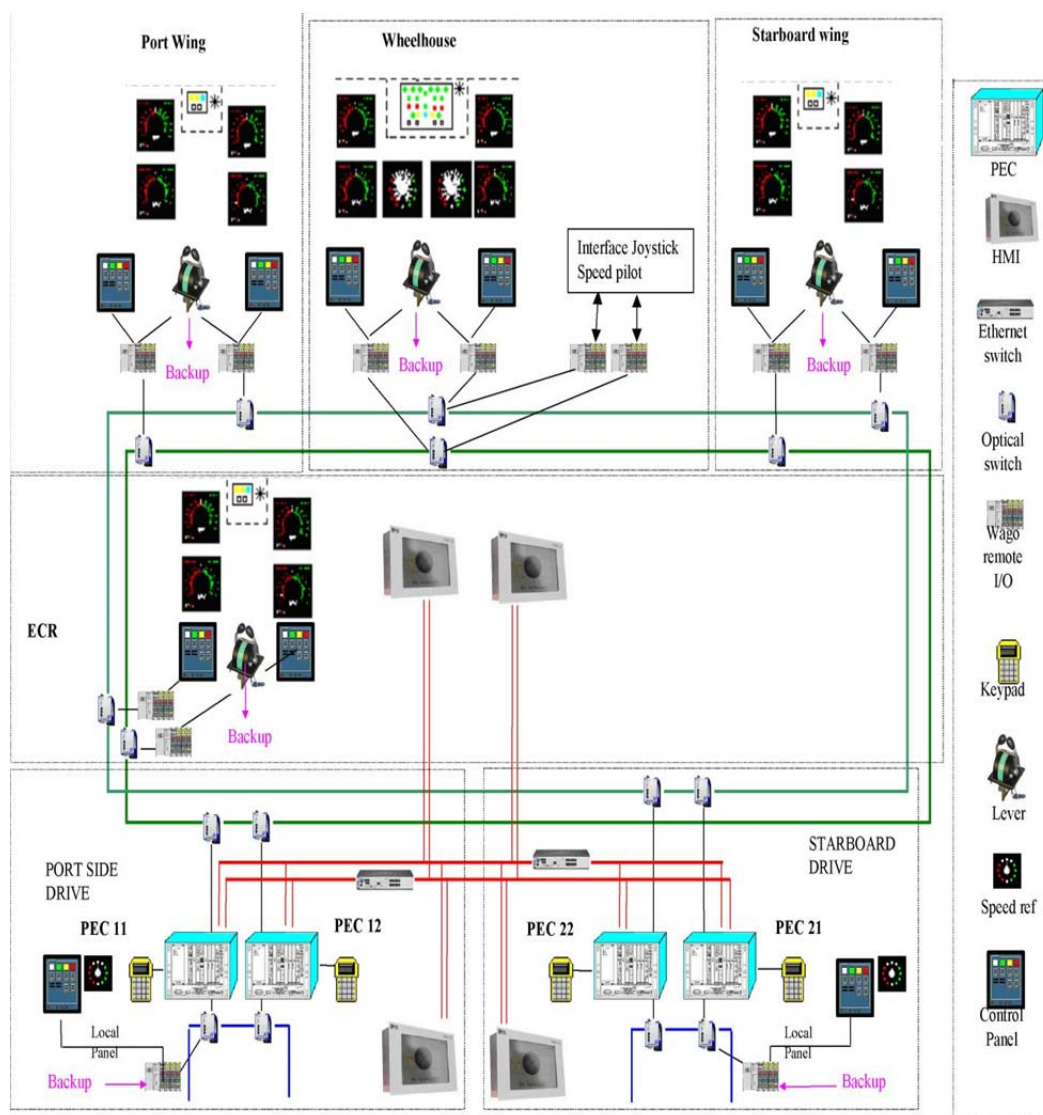 Port Wing
Wheelhouse
Starboard wing
Interface Joystick
Speed pilot
Backup
Backup
Backup
ECR
Backup
PORT SIDE
DRIVE
STARBOARD
DRIVE
PEC 11
PEC 12
PEC 22
PEC 21
Local
Panel
Local
Panel
Backup
Backup
PEC
HMI
Ethernet
switch
Optical
switch
Wago
remote
I/O
Keypad
Lever
Speed ref
Control
Panel